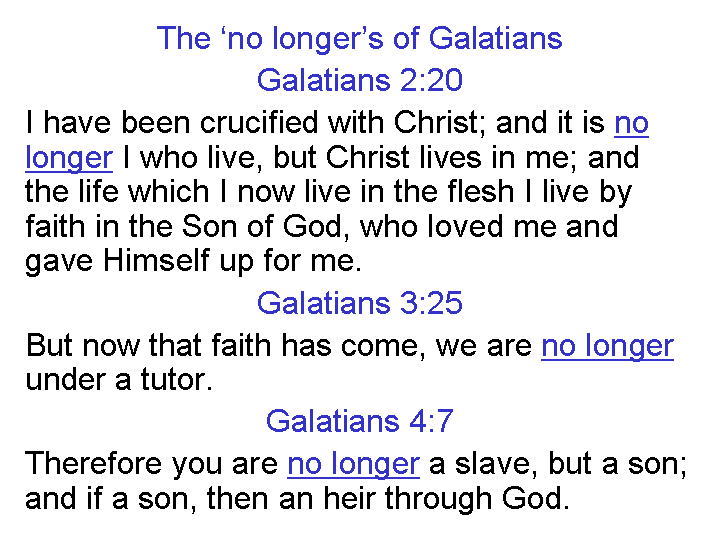 The ‘no longer’s of Galatians
Galatians 2:20
I have been crucified with Christ; and it is no
longer I who live, but Christ lives in me; and
the life which I now live in the flesh I live by
faith in the Son of God, who loved me and
gave Himself up for me.
Galatians 3:25
But now that faith has come, we are no longer
under a tutor.
Galatians 4:7
Therefore you are no longer a slave, but a son;
and if a son, then an heir through God.